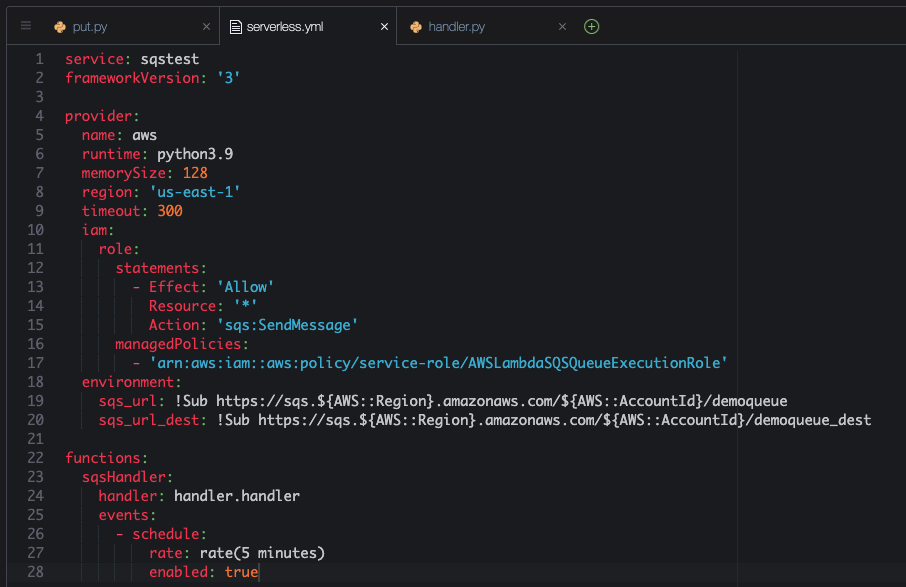 put.py × serverless.yml × handler.py ×
1 service: sqstest
2 frameworkVersion: '3'
3
4 provider:
5   name: aws
6   runtime: python3.9
7   memorySize: 128
8   region: 'us-east-1'
9   timeout: 300
10   iam:
11     role:
12       statements:
13         - Effect: 'Allow'
14           Resource: '*'
15           Action: 'sqs:SendMessage'
16       managedPolicies:
17         - 'arn:aws:iam::aws:policy/service-role/AWSLambdaSQSQueueExecutionRole'
18   environment:
19     sqs_url: !Sub https://sqs.${AWS::Region}.amazonaws.com/${AWS::AccountId}/demoqueue
20     sqs_url_dest: !Sub https://sqs.${AWS::Region}.amazonaws.com/${AWS::AccountId}/demoqueue_dest
21
22 functions:
23   sqsHandler:
24     handler: handler.handler
25     events:
26       - schedule:
27           rate: rate(5 minutes)
28           enabled: true